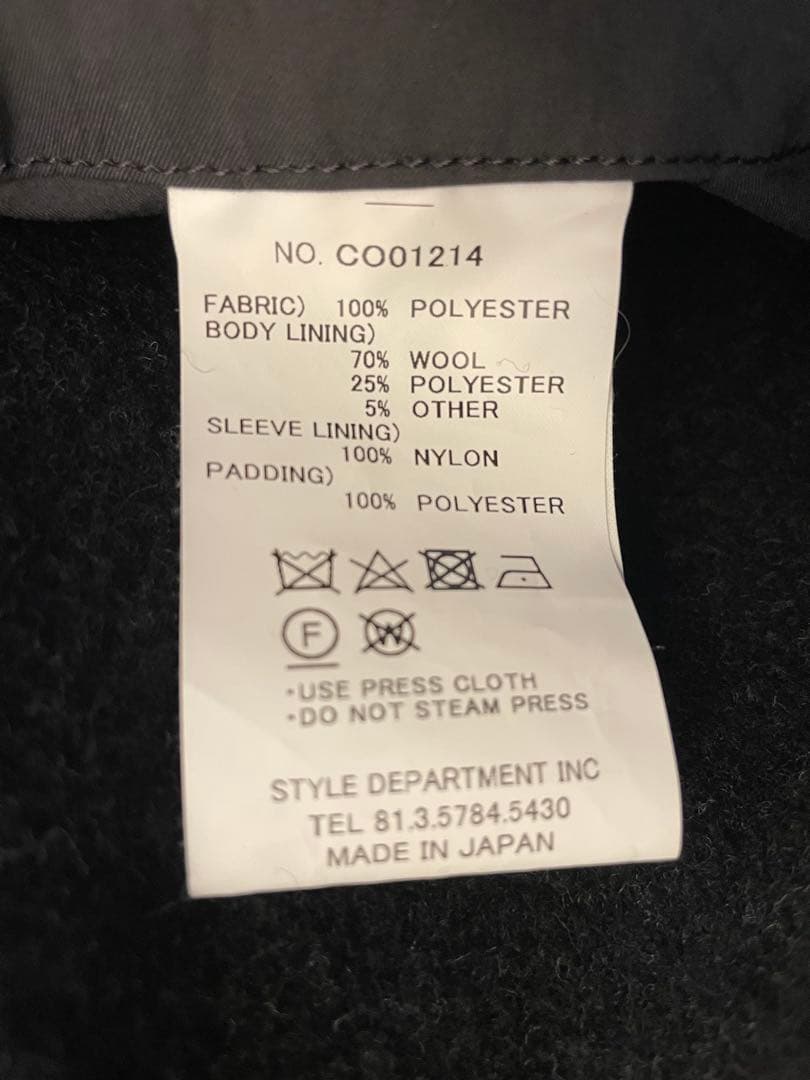 NO. CO01214
FABRIC) 100% POLYESTER
BODY LINING)
70% WOOL
25% POLYESTER
5% OTHER
SLEEVE LINING)
100% NYLON
PADDING)
100% POLYESTER
F W
・USE PRESS CLOTH
・DO NOT STEAM PRESS
STYLE DEPARTMENT INC
TEL 81.3.5784.5430
MADE IN JAPAN